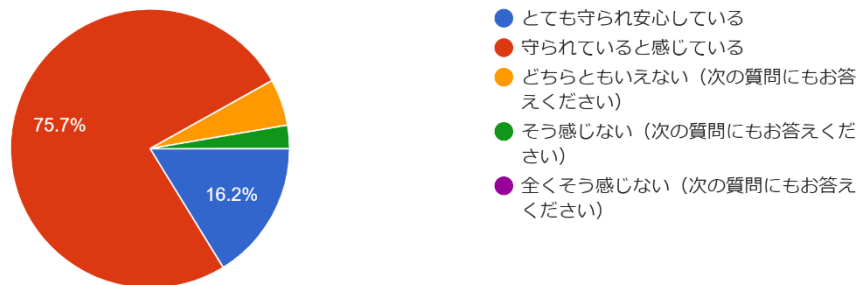 75.7%
16.2%
とても守られ安心している
守られていると感じている
どちらともいえない（次の質問にもお答
えください）
そう感じない（次の質問にもお答えくだ
さい）
全くそう感じない（次の質問にもお答え
ください）